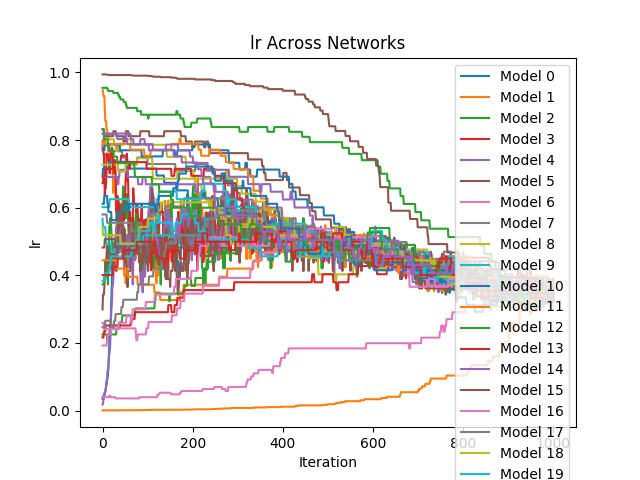 lr Across Networks
1.0
0.8
0.6
0.4
0.2
0.0
lr
0
200
400
600
800
1000
Iteration
Model 0
Model 1
Model 2
Model 3
Model 4
Model 5
Model 6
Model 7
Model 8
Model 9
Model 10
Model 11
Model 12
Model 13
Model 14
Model 15
Model 16
Model 17
Model 18
Model 19